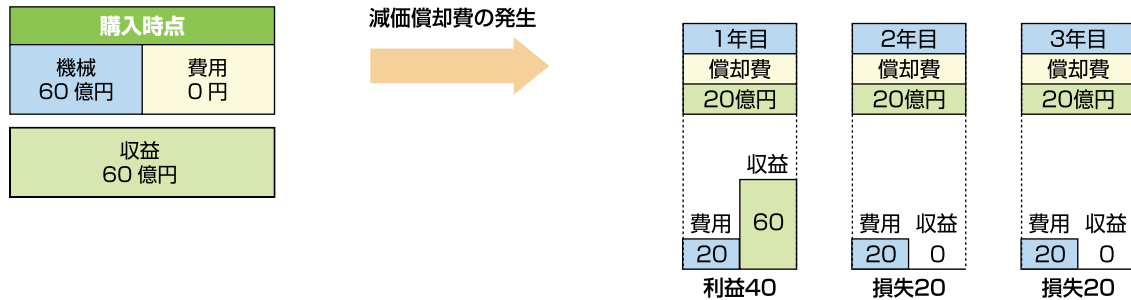 購入時点
機械
60億円
費用
0円
収益
60億円
減価償却費の発生
1年目
償却費
20億円
収益
費用
60
20
利益40
2年目
償却費
20億円
費用 収益
20 0
損失20
3年目
償却費
20億円
費用 収益
20 0
損失20